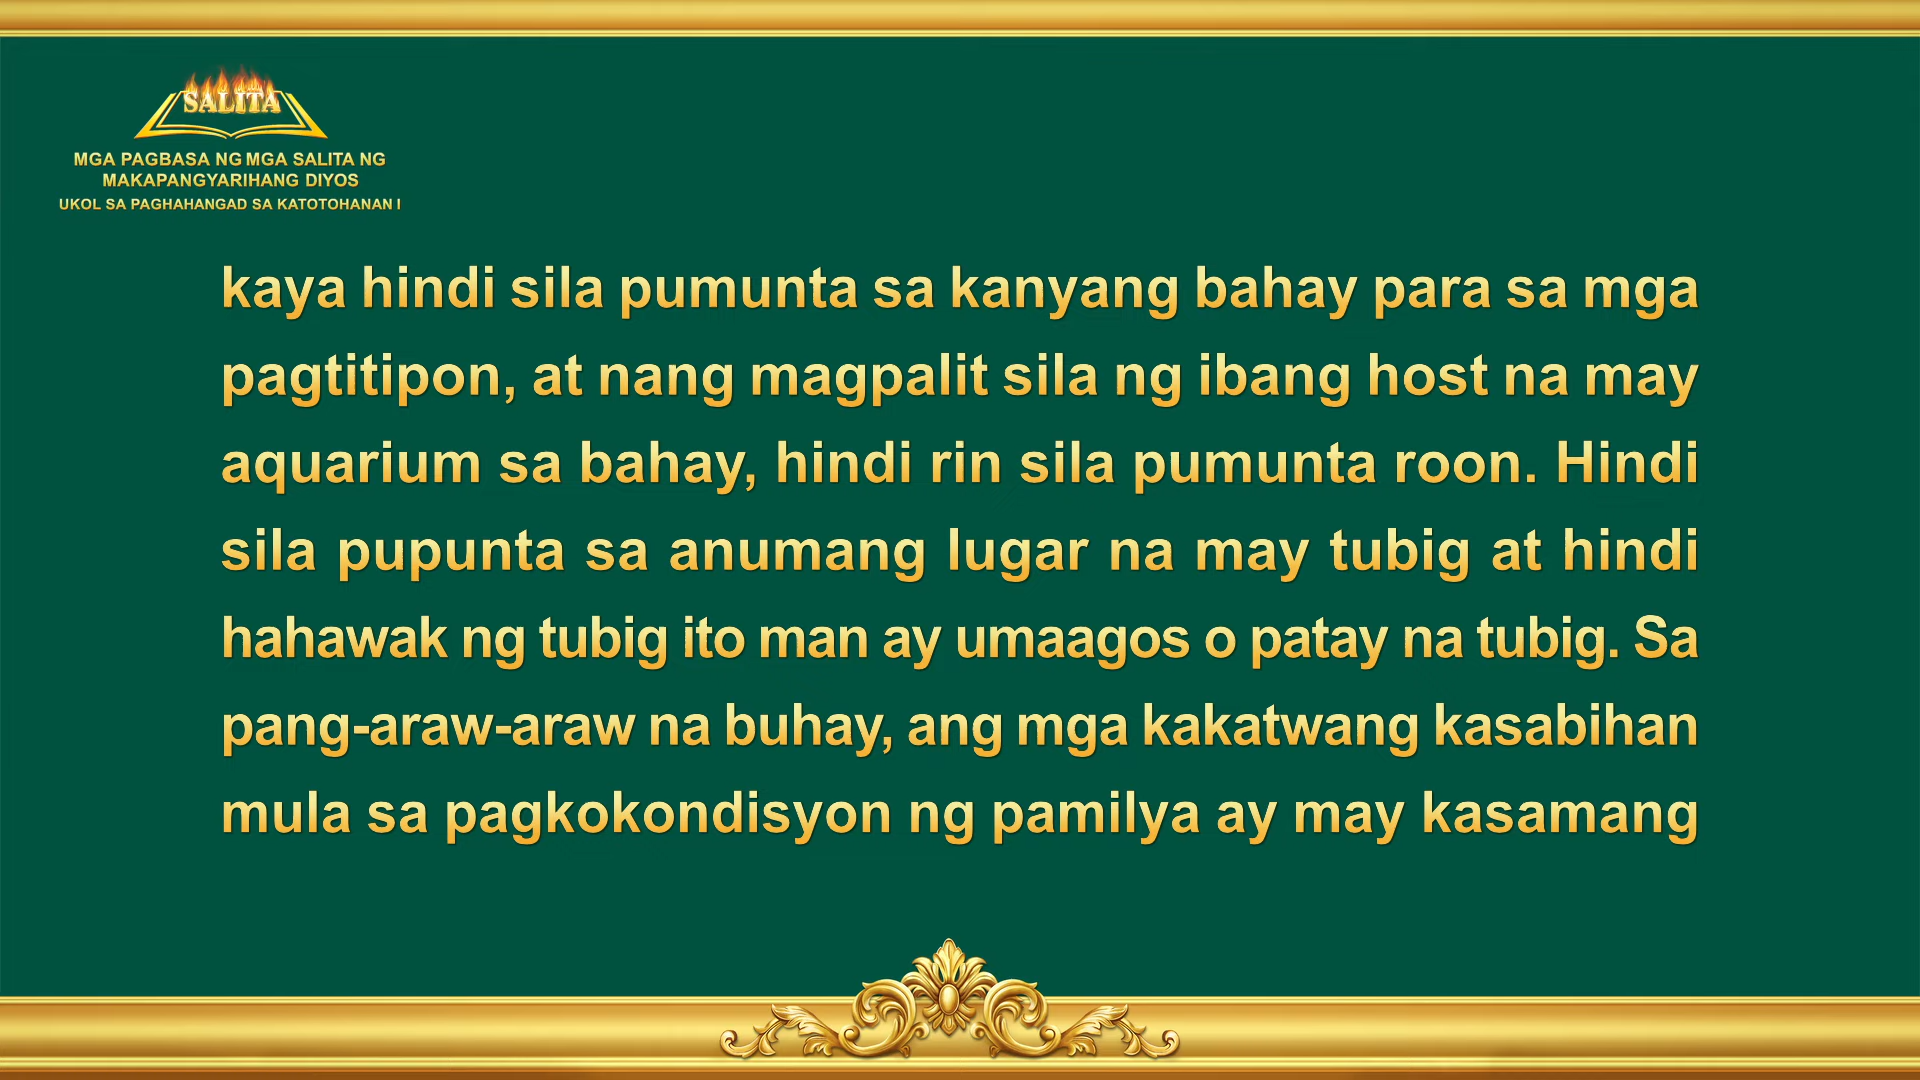 SALITA
MGA PAGBASA NG MGA SALITA NG
MAKAPANGYARIHANG DIYOS
UKOL SA PAGHAHANGAD SA KATOTOHANAN I
kaya hindi sila pumunta sa kanyang bahay para sa mga
pagtitipon, at nang magpalit sila ng ibang host na may
aquarium sa bahay, hindi rin sila pumunta roon. Hindi
sila pupunta sa anumang lugar na may tubig at hindi
hahawak ng tubig ito man ay umaagos o patay na tubig. Sa
pang-araw-araw na buhay, ang mga kakatwang kasabihan
mula sa pagkokondisyon ng pamilya ay may kasamang